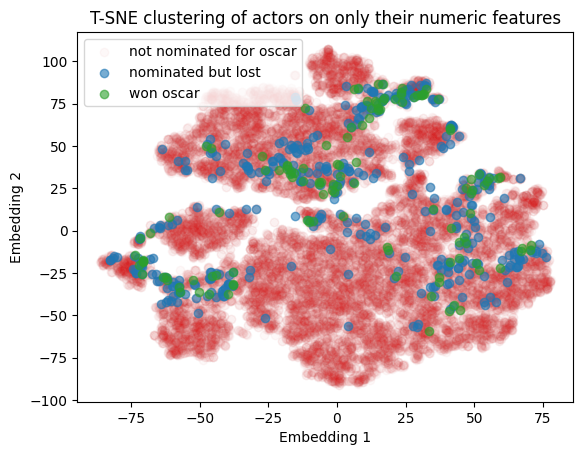 T-SNE clustering of actors on only their numeric features
not nominated for oscar
nominated but lost
won oscar
100
75
50
25
0
−25
−50
−75
−100
Embedding 2
−75 −50 −25 0 25 50 75
Embedding 1